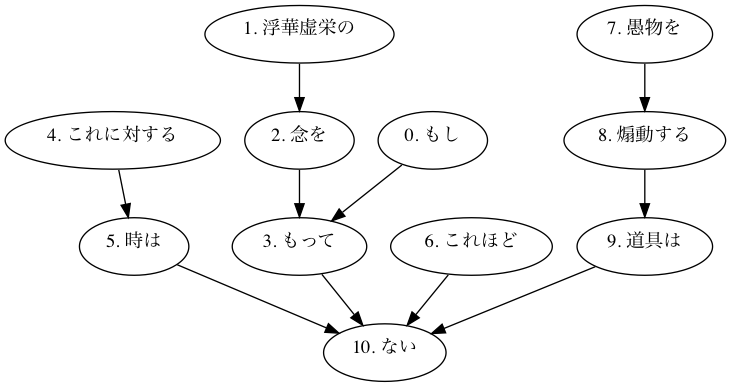 1. 浮華虚栄の
7. 愚物を
4. これに対する
2. 念を
0. もし
8. 煽動する
5. 時は
3. もって
6. これほど
9. 道具は
10. ない